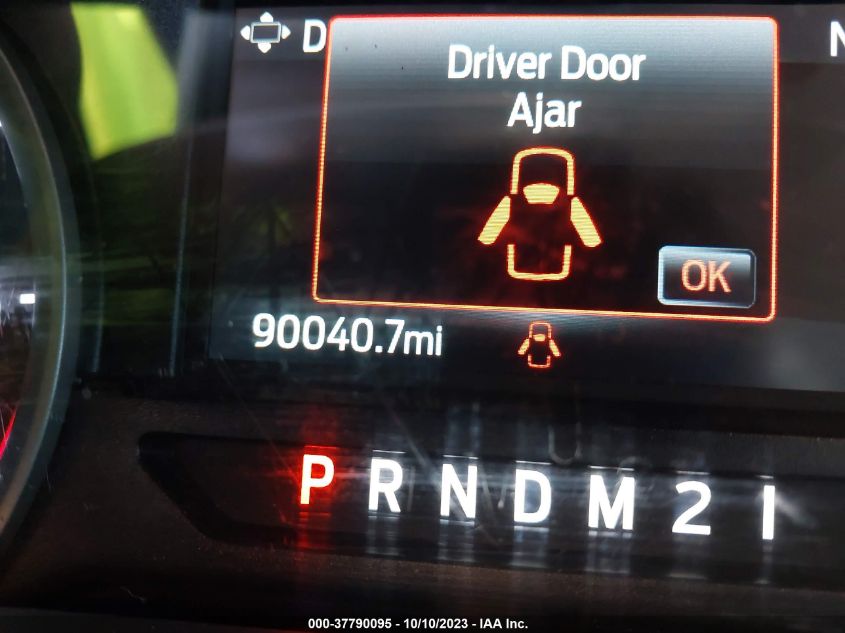 D
N
Driver Door
Ajar
OK
90040.7mi
P R N D M 2 1
000-37790095 - 10/10/2023 - IAA Inc.